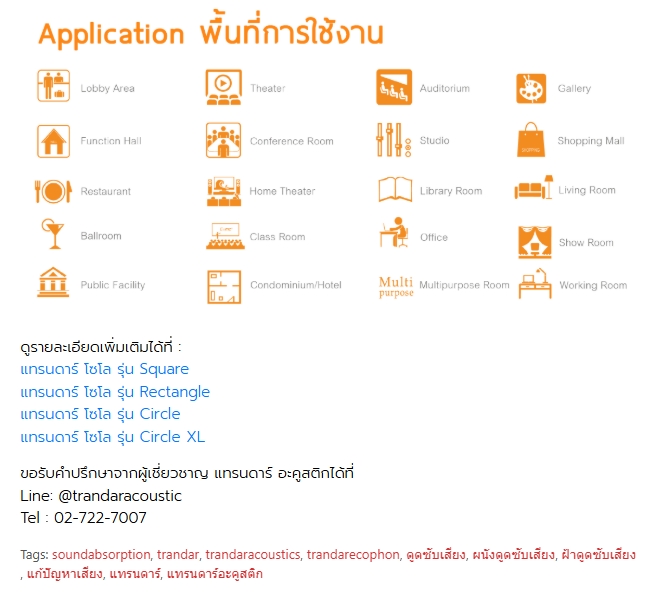 Application พื้นที่การใช้งาน
Lobby Area
Theater
Auditorium
Gallery
Function Hall
Conference Room
Studio
Shopping Mall
Restaurant
Home Theater
Library Room
Living Room
Ballroom
Class Room
Office
Show Room
Public Facility
Condominium/Hotel
Multi
purpose
Multipurpose Room
Working Room
ดูรายละเอียดเพิ่มเติมได้ที่ :
แทรนดาร์ โซโล รุ่น Square
แทรนดาร์ โซโล รุ่น Rectangle
แทรนดาร์ โซโล รุ่น Circle
แทรนดาร์ โซโล รุ่น Circle XL
ขอรับคำปรึกษาจากผู้เชี่ยวชาญ แทรนดาร์ อะคูสติกได้ที่
Line: @trandaracoustic
Tel : 02-722-7007
Tags: soundabsorption, trandar, trandaracoustics, trandarecophon, ดูดซับเสียง, ผนังดูดซับเสียง, ฝ้าดูดซับเสียง
, แก้ปัญหาเสียง, แทรนดาร์, แทรนดาร์อะคูสติก